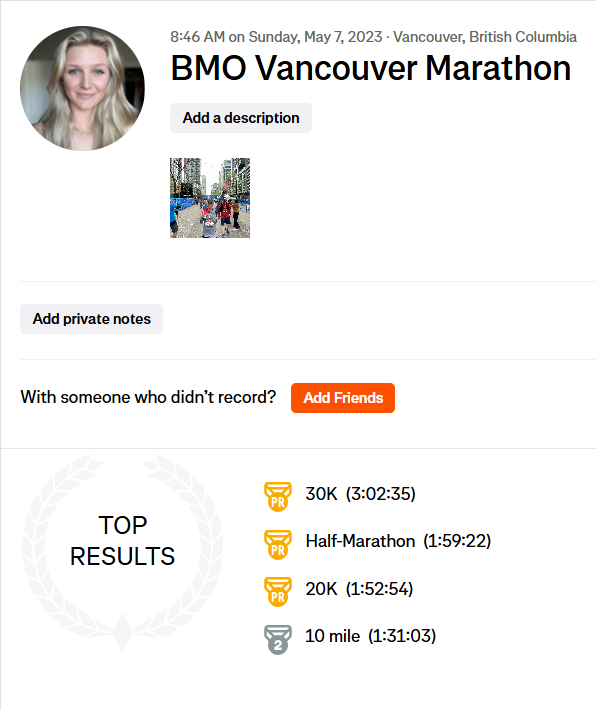 8:46 AM on Sunday, May 7, 2023 · Vancouver, British Columbia
BMO Vancouver Marathon
Add a description
Add private notes
With someone who didn’t record?
Add Friends
TOP
RESULTS
PR
30K (3:02:35)
PR
Half-Marathon (1:59:22)
PR
20K (1:52:54)
2
10 mile (1:31:03)